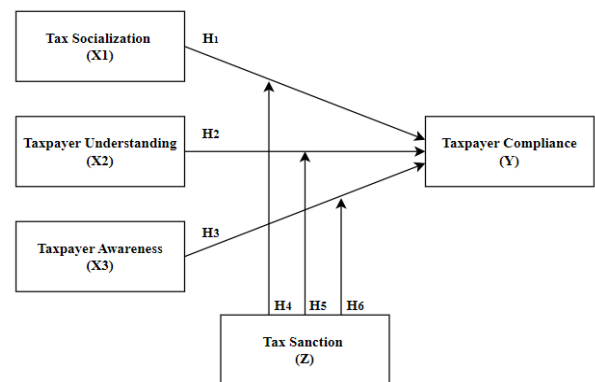 Tax Socialization
(X1)
H1
Taxpayer Understanding
(X2)
H2
Taxpayer Compliance
(Y)
Taxpayer Awareness
(X3)
H3
H4
H5
H6
Tax Sanction
(Z)